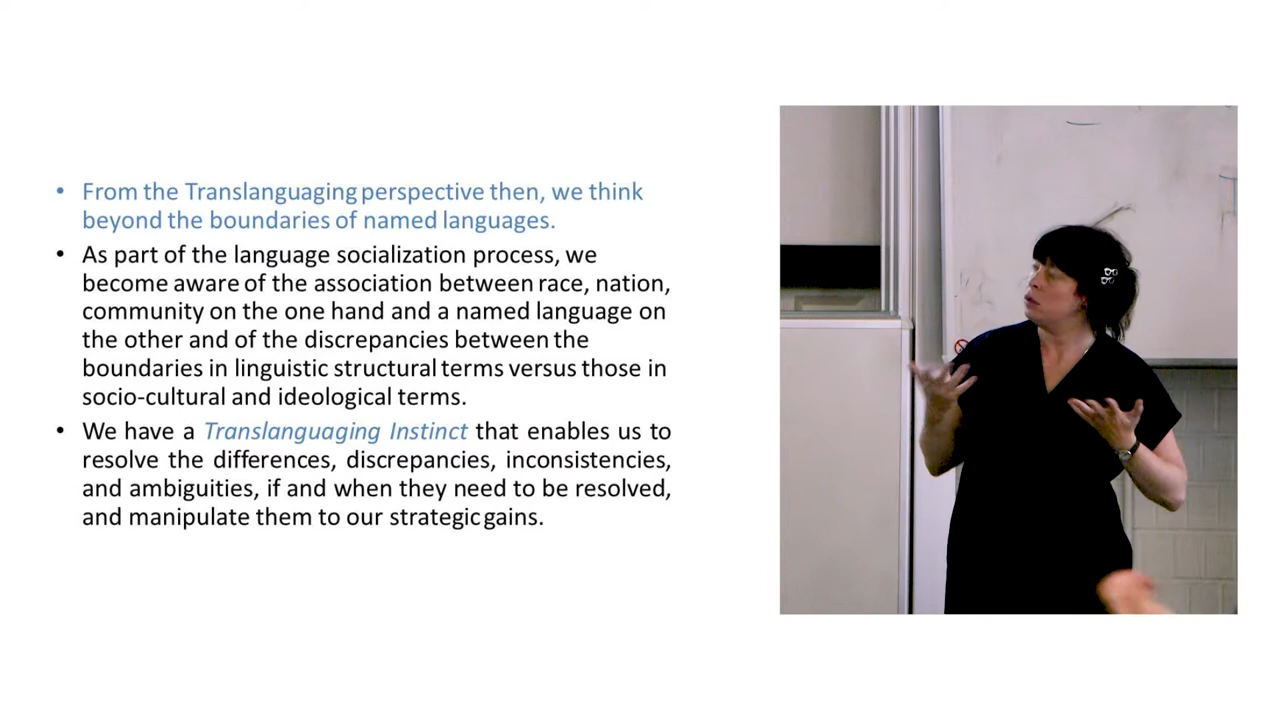 • From the Translanguaging perspective then, we think
beyond the boundaries of named languages.
• As part of the language socialization process, we
become aware of the association between race, nation,
community on the one hand and a named language on
the other and of the discrepancies between the
boundaries in linguistic structural terms versus those in
socio-cultural and ideological terms.
• We have a Translanguaging Instinct that enables us to
resolve the differences, discrepancies, inconsistencies,
and ambiguities, if and when they need to be resolved,
and manipulate them to our strategic gains.